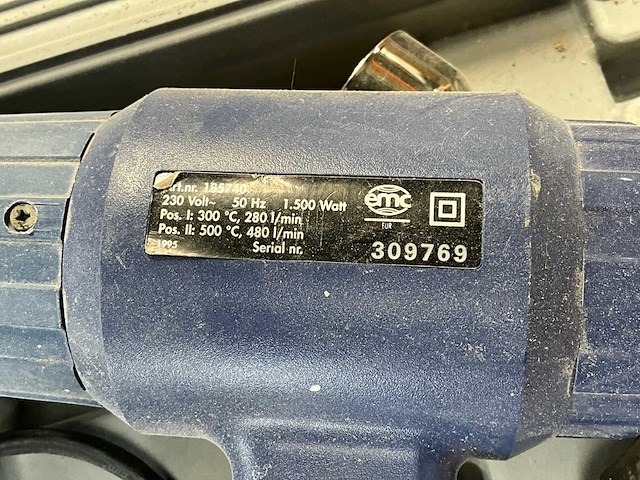 Art.nr. 185740
230 Volt~ 50 Hz 1.500 Watt
Pos. I: 300 °C, 280 l/min
Pos. II: 500 °C, 480 l/min
1995 Serial nr. 309769
emc
FUR